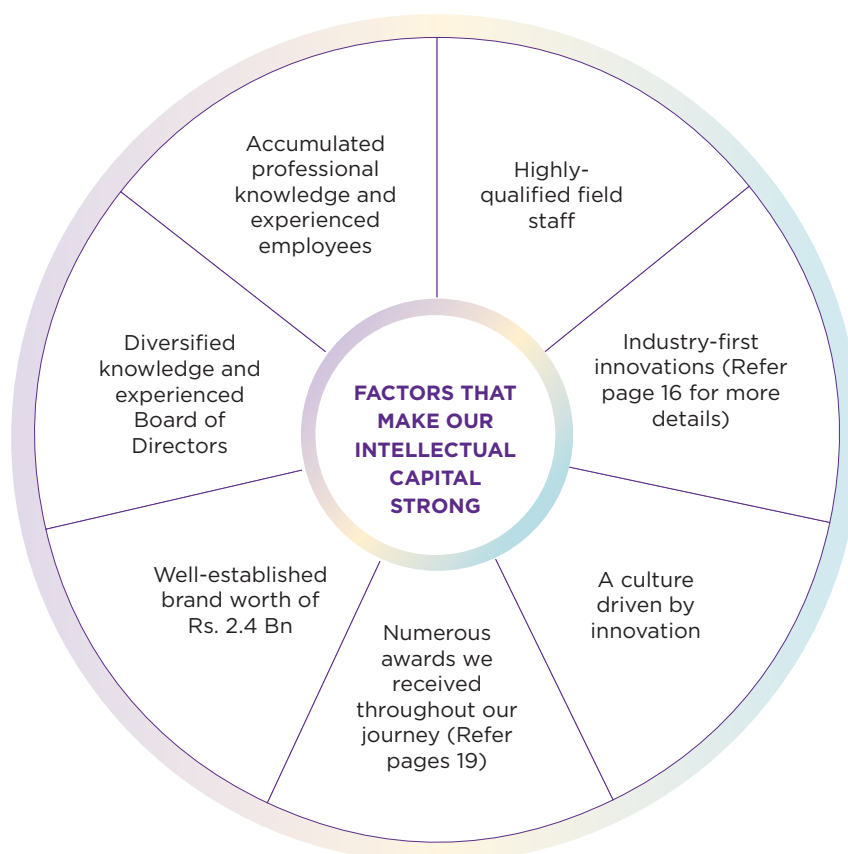 FACTORS THAT
MAKE OUR
INTELLECTUAL
CAPITAL
STRONG
Highly-
qualified field
staff
Industry-first
innovations (Refer
page 16 for more
details)
A culture
driven by
innovation
Numerous
awards we
received
throughout our
journey (Refer
pages 19)
Well-established
brand worth of
Rs. 2.4 Bn
Diversified
knowledge and
experienced
Board of
Directors
Accumulated
professional
knowledge and
experienced
employees